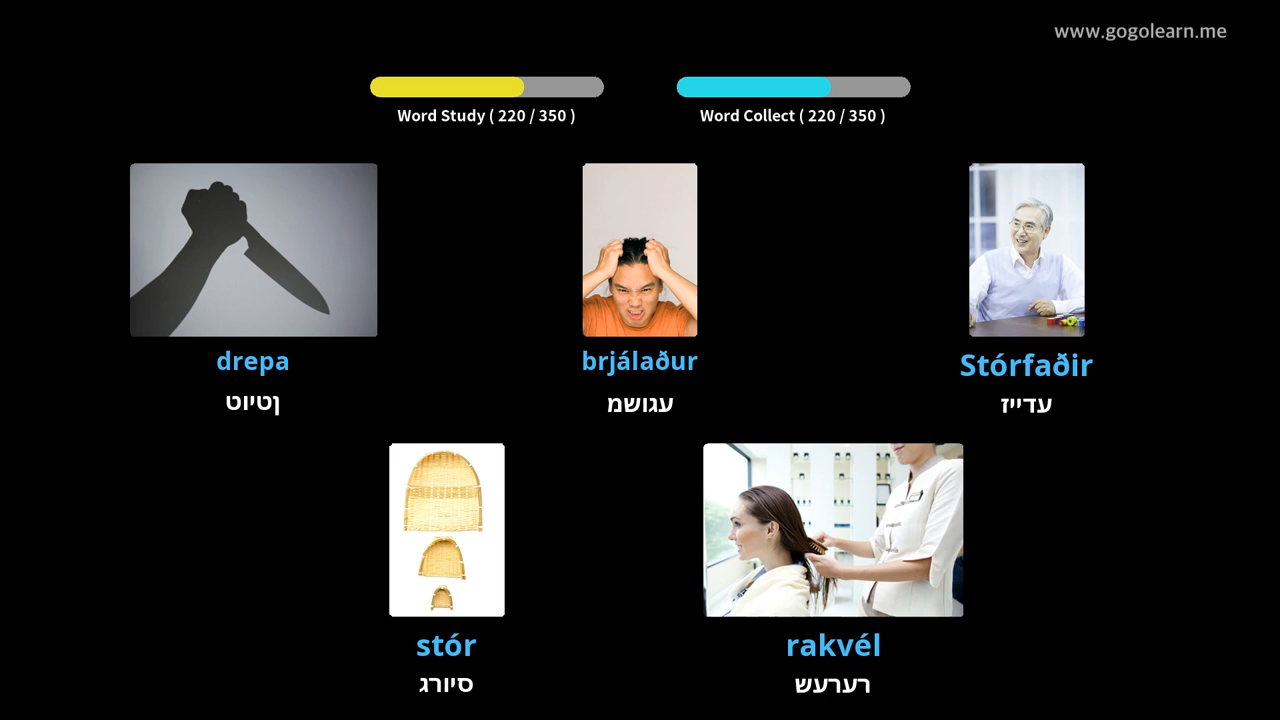 www.gogolearn.me
Word Study ( 220 / 350 )
Word Collect ( 220 / 350 )
drepa
brjálaður
Stórfaðir
ןטיוט
עגושמ
עדייז
stór
rakvél
סיורג
רערעש